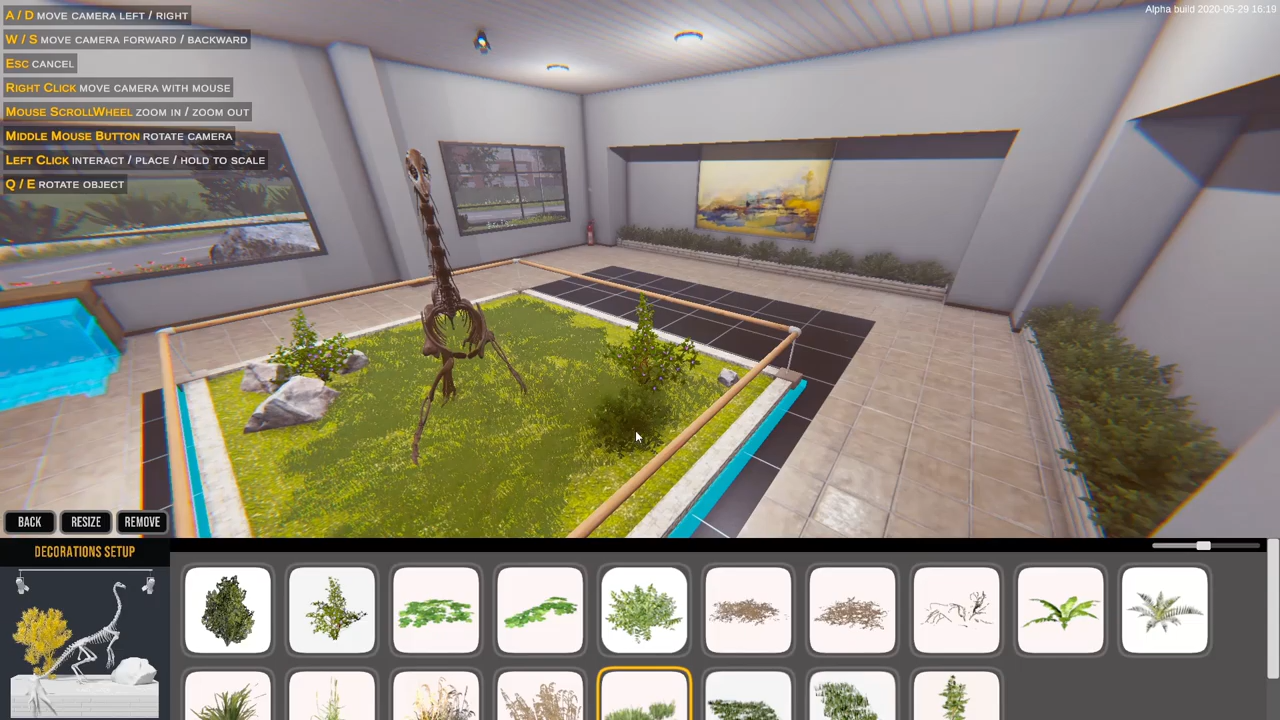 A / D MOVE CAMERA LEFT / RIGHT
Alpha build 2020-05-29 16:19
W / S MOVE CAMERA FORWARD / BACKWARD
ESC CANCEL
RIGHT CLICK MOVE CAMERA WITH MOUSE
MOUSE SCROLLWHEEL ZOOM IN / ZOOM OUT
MIDDLE MOUSE BUTTON ROTATE CAMERA
LEFT CLICK INTERACT / PLACE / HOLD TO SCALE
Q / E ROTATE OBJECT
BACK RESIZE REMOVE
DECORATIONS SETUP